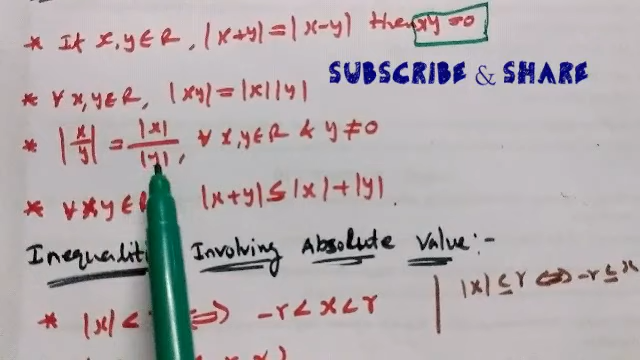 * If x,y∈R, |x+y|=|x-y| then xy=0
SUBSCRIBE & SHARE
* ∀ x,y∈R, |xy|=|x||y|
* |x/y| = |x|/|y|, ∀ x,y∈R & y≠0
* ∀ x,y∈ |x+y|≤|x|+|y|.
Involving Absolute Value:-
* |x|< ⇔ -r<x<r
|x|≤r ⇔ -r≤x